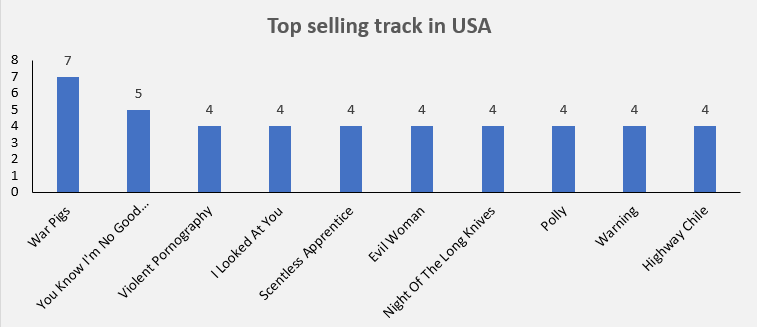 Top selling track in USA
8
7
6
5
4
3
2
1
0
7
5
4
4
4
4
4
4
4
4
War Pigs
You Know I'm No Good...
Violent Pornography
I Looked At You
Scentless Apprentice
Evil Woman
Night Of The Long Knives
Polly
Warning
Highway Chile